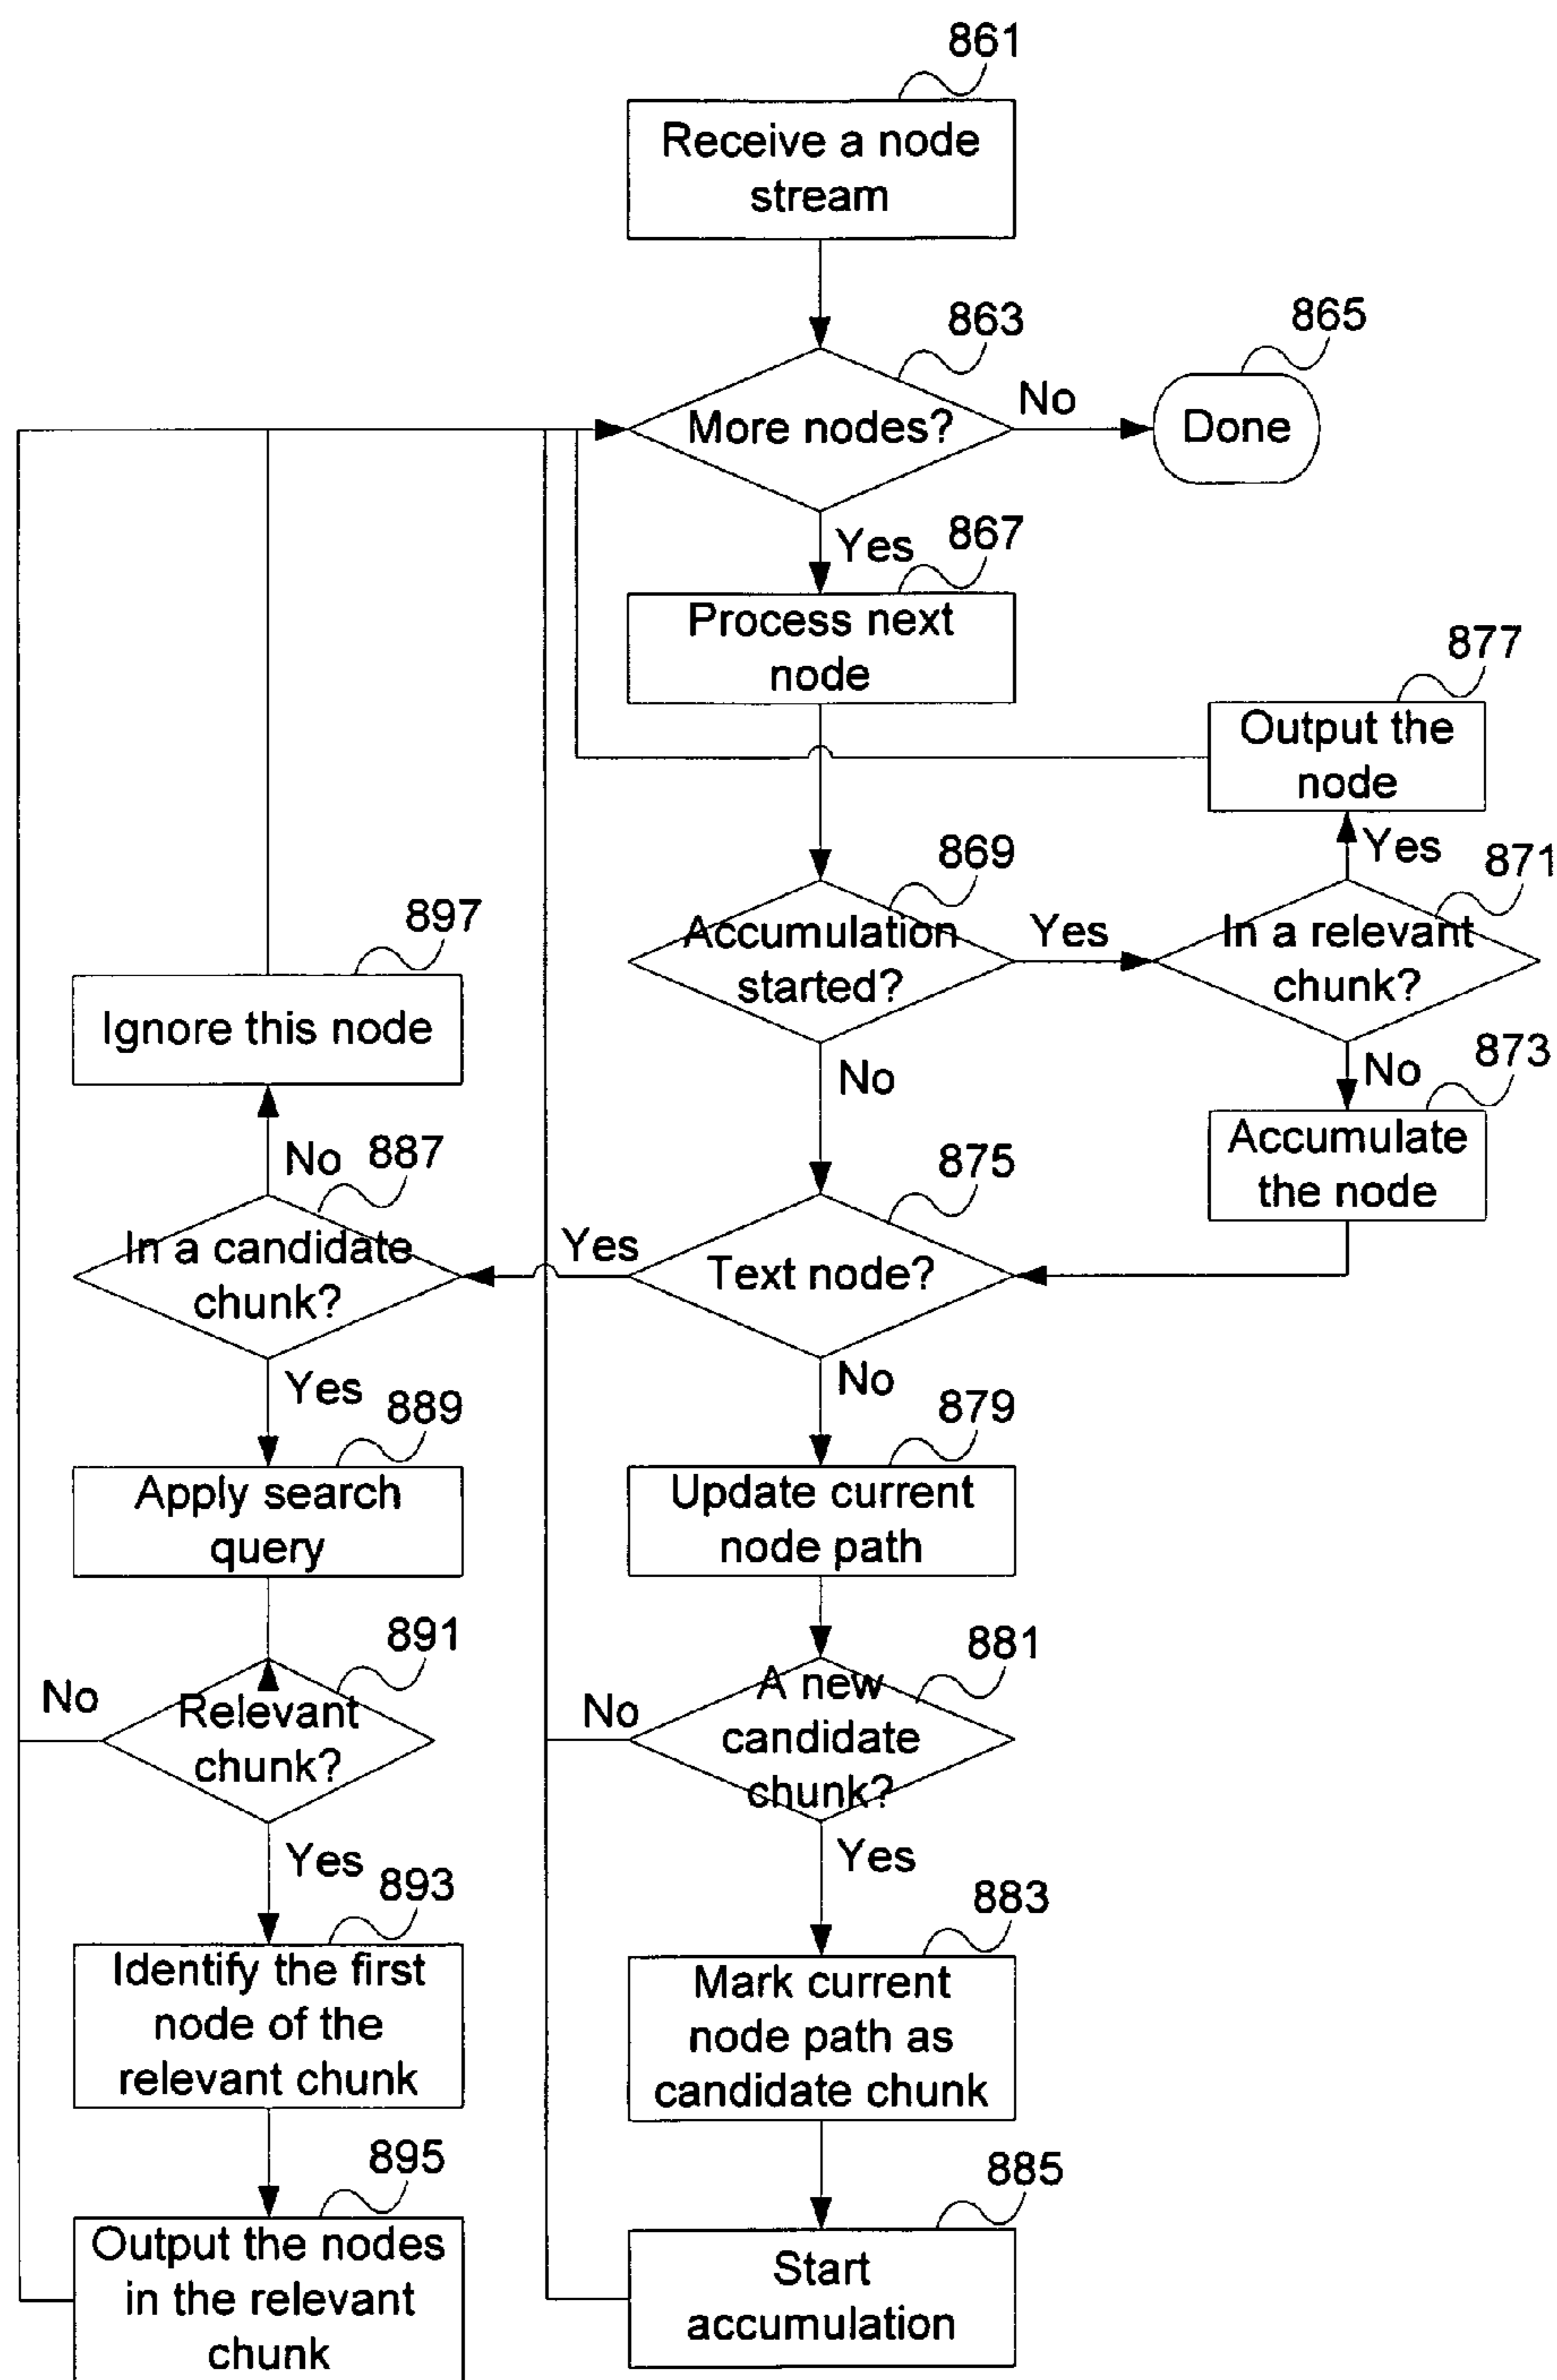 861
Receive a node
stream
863
865
More nodes?
No
Done
Yes
867
Process next
node
877
Output the
node
Yes
869
871
Accumulation
started?
Yes
In a relevant
chunk?
897
Ignore this node
No
No
873
Accumulate
the node
No
887
875
In a candidate
chunk?
Yes
Text node?
Yes
No
889
879
Apply search
query
Update current
node path
891
881
No
Relevant
chunk?
No
A new
candidate
chunk?
Yes
Yes
893
883
Identify the first
node of the
relevant chunk
Mark current
node path as
candidate chunk
895
885
Output the nodes
in the relevant
chunk
Start
accumulation